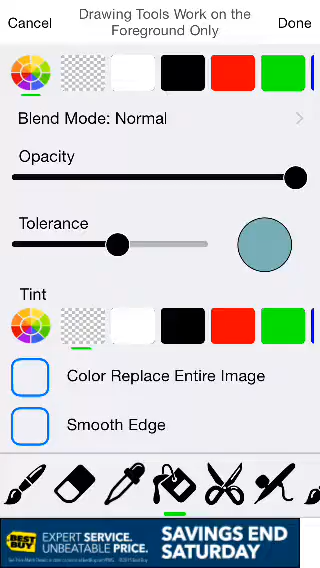 Cancel
Drawing Tools Work on the
Foreground Only
Done
Blend Mode: Normal
Opacity
Tolerance
Tint
Color Replace Entire Image
Smooth Edge
BEST BUY
EXPERT SERVICE.
UNBEATABLE PRICE.
SAVINGS END
SATURDAY